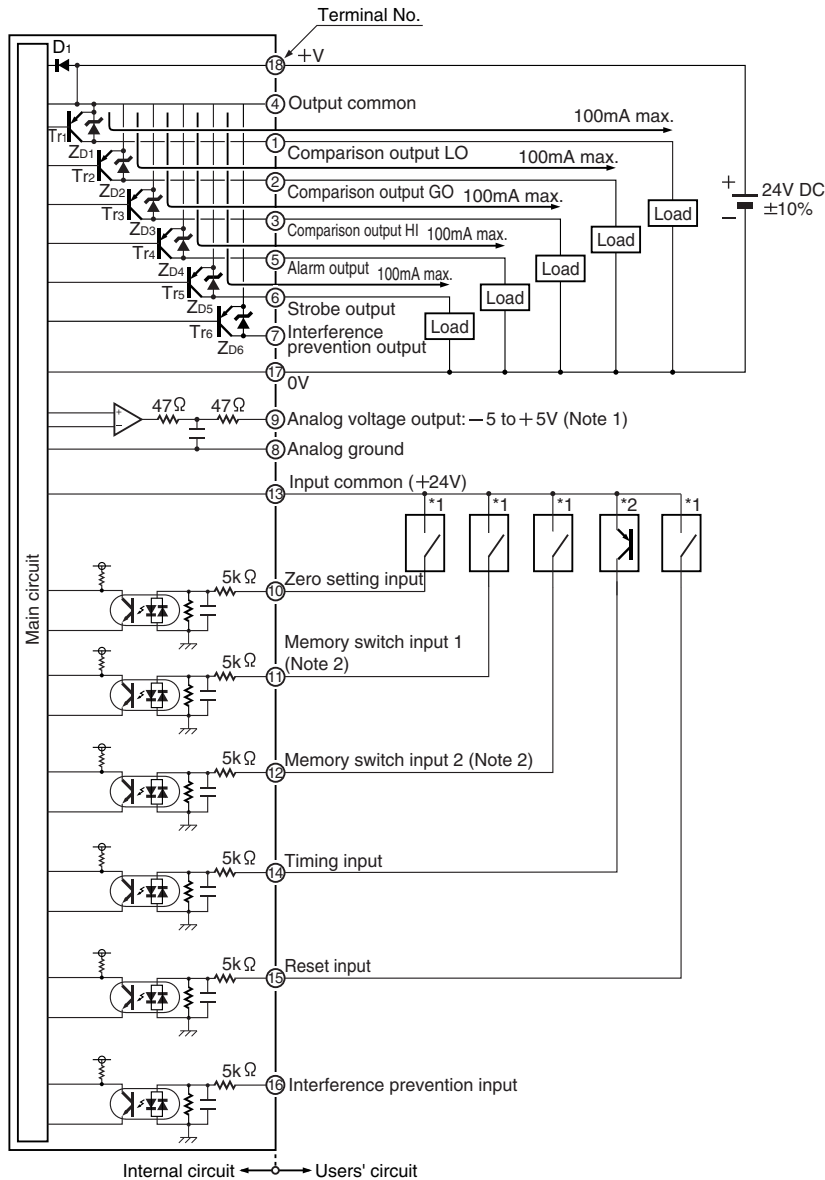 Terminal No.
D1
18 +V
4 Output common
100mA max.
Tr1
1
ZD1
Comparison output LO
100mA max.
Tr2
2
ZD2
Comparison output GO
100mA max.
+
24V DC
±10%
−
Load
Tr3
3
ZD3
Comparison output HI
100mA max.
Load
Tr4
5
ZD4
Alarm output
100mA max.
Load
Tr5
6
ZD5
Strobe output
Load
Tr6
7
ZD6
Interference
prevention output
Load
17
0V
47Ω 47Ω
+
−
9 Analog voltage output: −5 to +5V (Note 1)
8 Analog ground
Input common (+24V)
13
*1 *1 *1 *2 *1
Main circuit
5kΩ
Zero setting input
10
Memory switch input 1
(Note 2)
5kΩ
11
5kΩ
Memory switch input 2 (Note 2)
12
5kΩ
Timing input
14
5kΩ
Reset input
15
5kΩ
16 Interference prevention input
Internal circuit Users' circuit